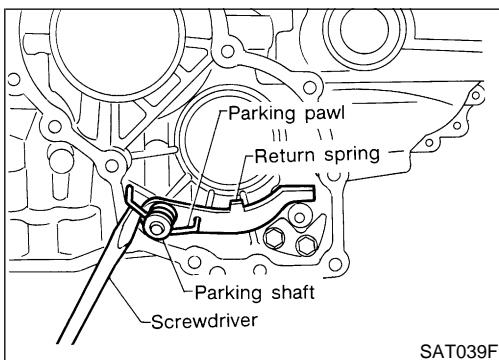 Parking pawl
Return spring
Parking shaft
Screwdriver
SAT039F